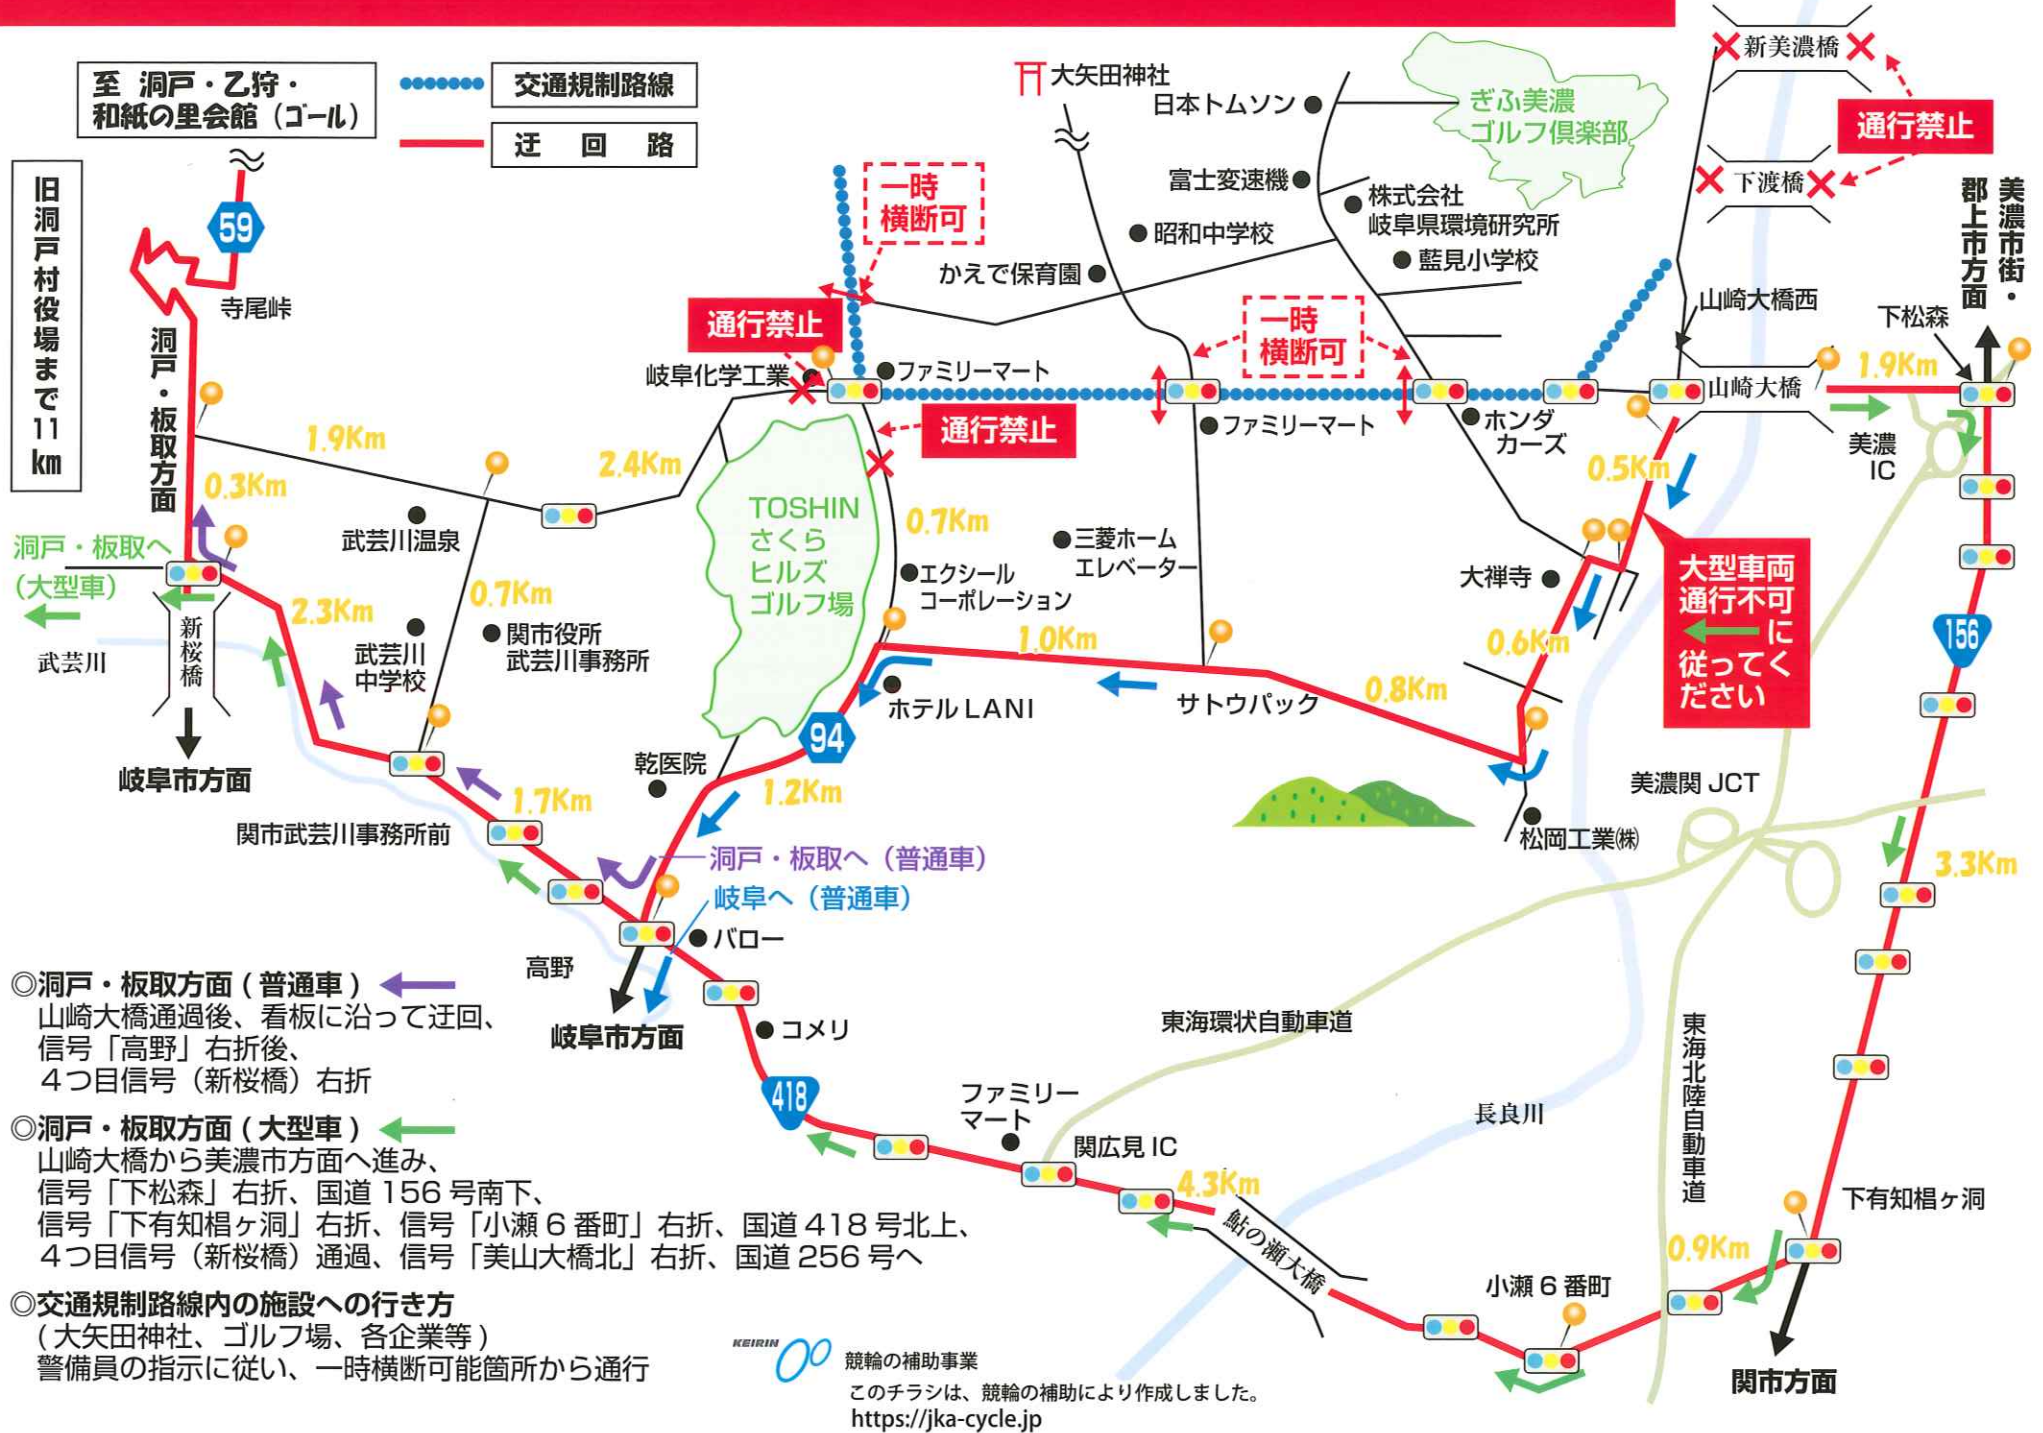 至 洞戸・乙狩・
和紙の里会館（ゴール）
交通規制路線
迂回路
旧洞戸村役場まで11km
59
寺尾峠
洞戸・板取方面
大矢田神社
日本トムソン
富士変速機
株式会社
岐阜県環境研究所
昭和中学校
かえで保育園
藍見小学校
ぎふ美濃
ゴルフ倶楽部
新美濃橋
通行禁止
下渡橋
美濃市街・
郡上市方面
一時
横断可
通行禁止
岐阜化学工業
ファミリーマート
通行禁止
一時
横断可
ファミリーマート
ホンダ
カーズ
山崎大橋西
山崎大橋
下松森
1.9Km
美濃
IC
1.9Km
2.4Km
0.3Km
武芸川温泉
洞戸・板取へ
（大型車）
新桜橋
武芸川
岐阜市方面
2.3Km
0.7Km
武芸川
中学校
関市役所
武芸川事務所
TOSHIN
さくら
ヒルズ
ゴルフ場
0.7Km
三菱ホーム
エレベーター
エクシール
コーポレーション
1.0Km
ホテル LANI
サトウパック
0.8Km
0.5Km
大禅寺
0.6Km
大型車両
通行不可
に
従ってく
ださい
156
94
乾医院
1.2Km
1.7Km
関市武芸川事務所前
洞戸・板取へ（普通車）
岐阜へ（普通車）
バロー
高野
岐阜市方面
コメリ
418
松岡工業㈱
美濃関 JCT
3.3Km
東海環状自動車道
東海北陸自動車道
長良川
ファミリー
マート
関広見 IC
4.3Km
鮎の瀬大橋
小瀬 6 番町
0.9Km
下有知椙ヶ洞
関市方面
◎洞戸・板取方面 ( 普通車 )
山崎大橋通過後、看板に沿って迂回、
信号「高野」右折後、
４つ目信号（新桜橋）右折
◎洞戸・板取方面 ( 大型車 )
山崎大橋から美濃市方面へ進み、
信号「下松森」右折、国道 156 号南下、
信号「下有知椙ヶ洞」右折、信号「小瀬 6 番町」右折、国道 418 号北上、
４つ目信号（新桜橋）通過、信号「美山大橋北」右折、国道 256 号へ
◎交通規制路線内の施設への行き方
( 大矢田神社、ゴルフ場、各企業等 )
警備員の指示に従い、一時横断可能箇所から通行
KEIRIN
競輪の補助事業
このチラシは、競輪の補助により作成しました。
https://jka-cycle.jp